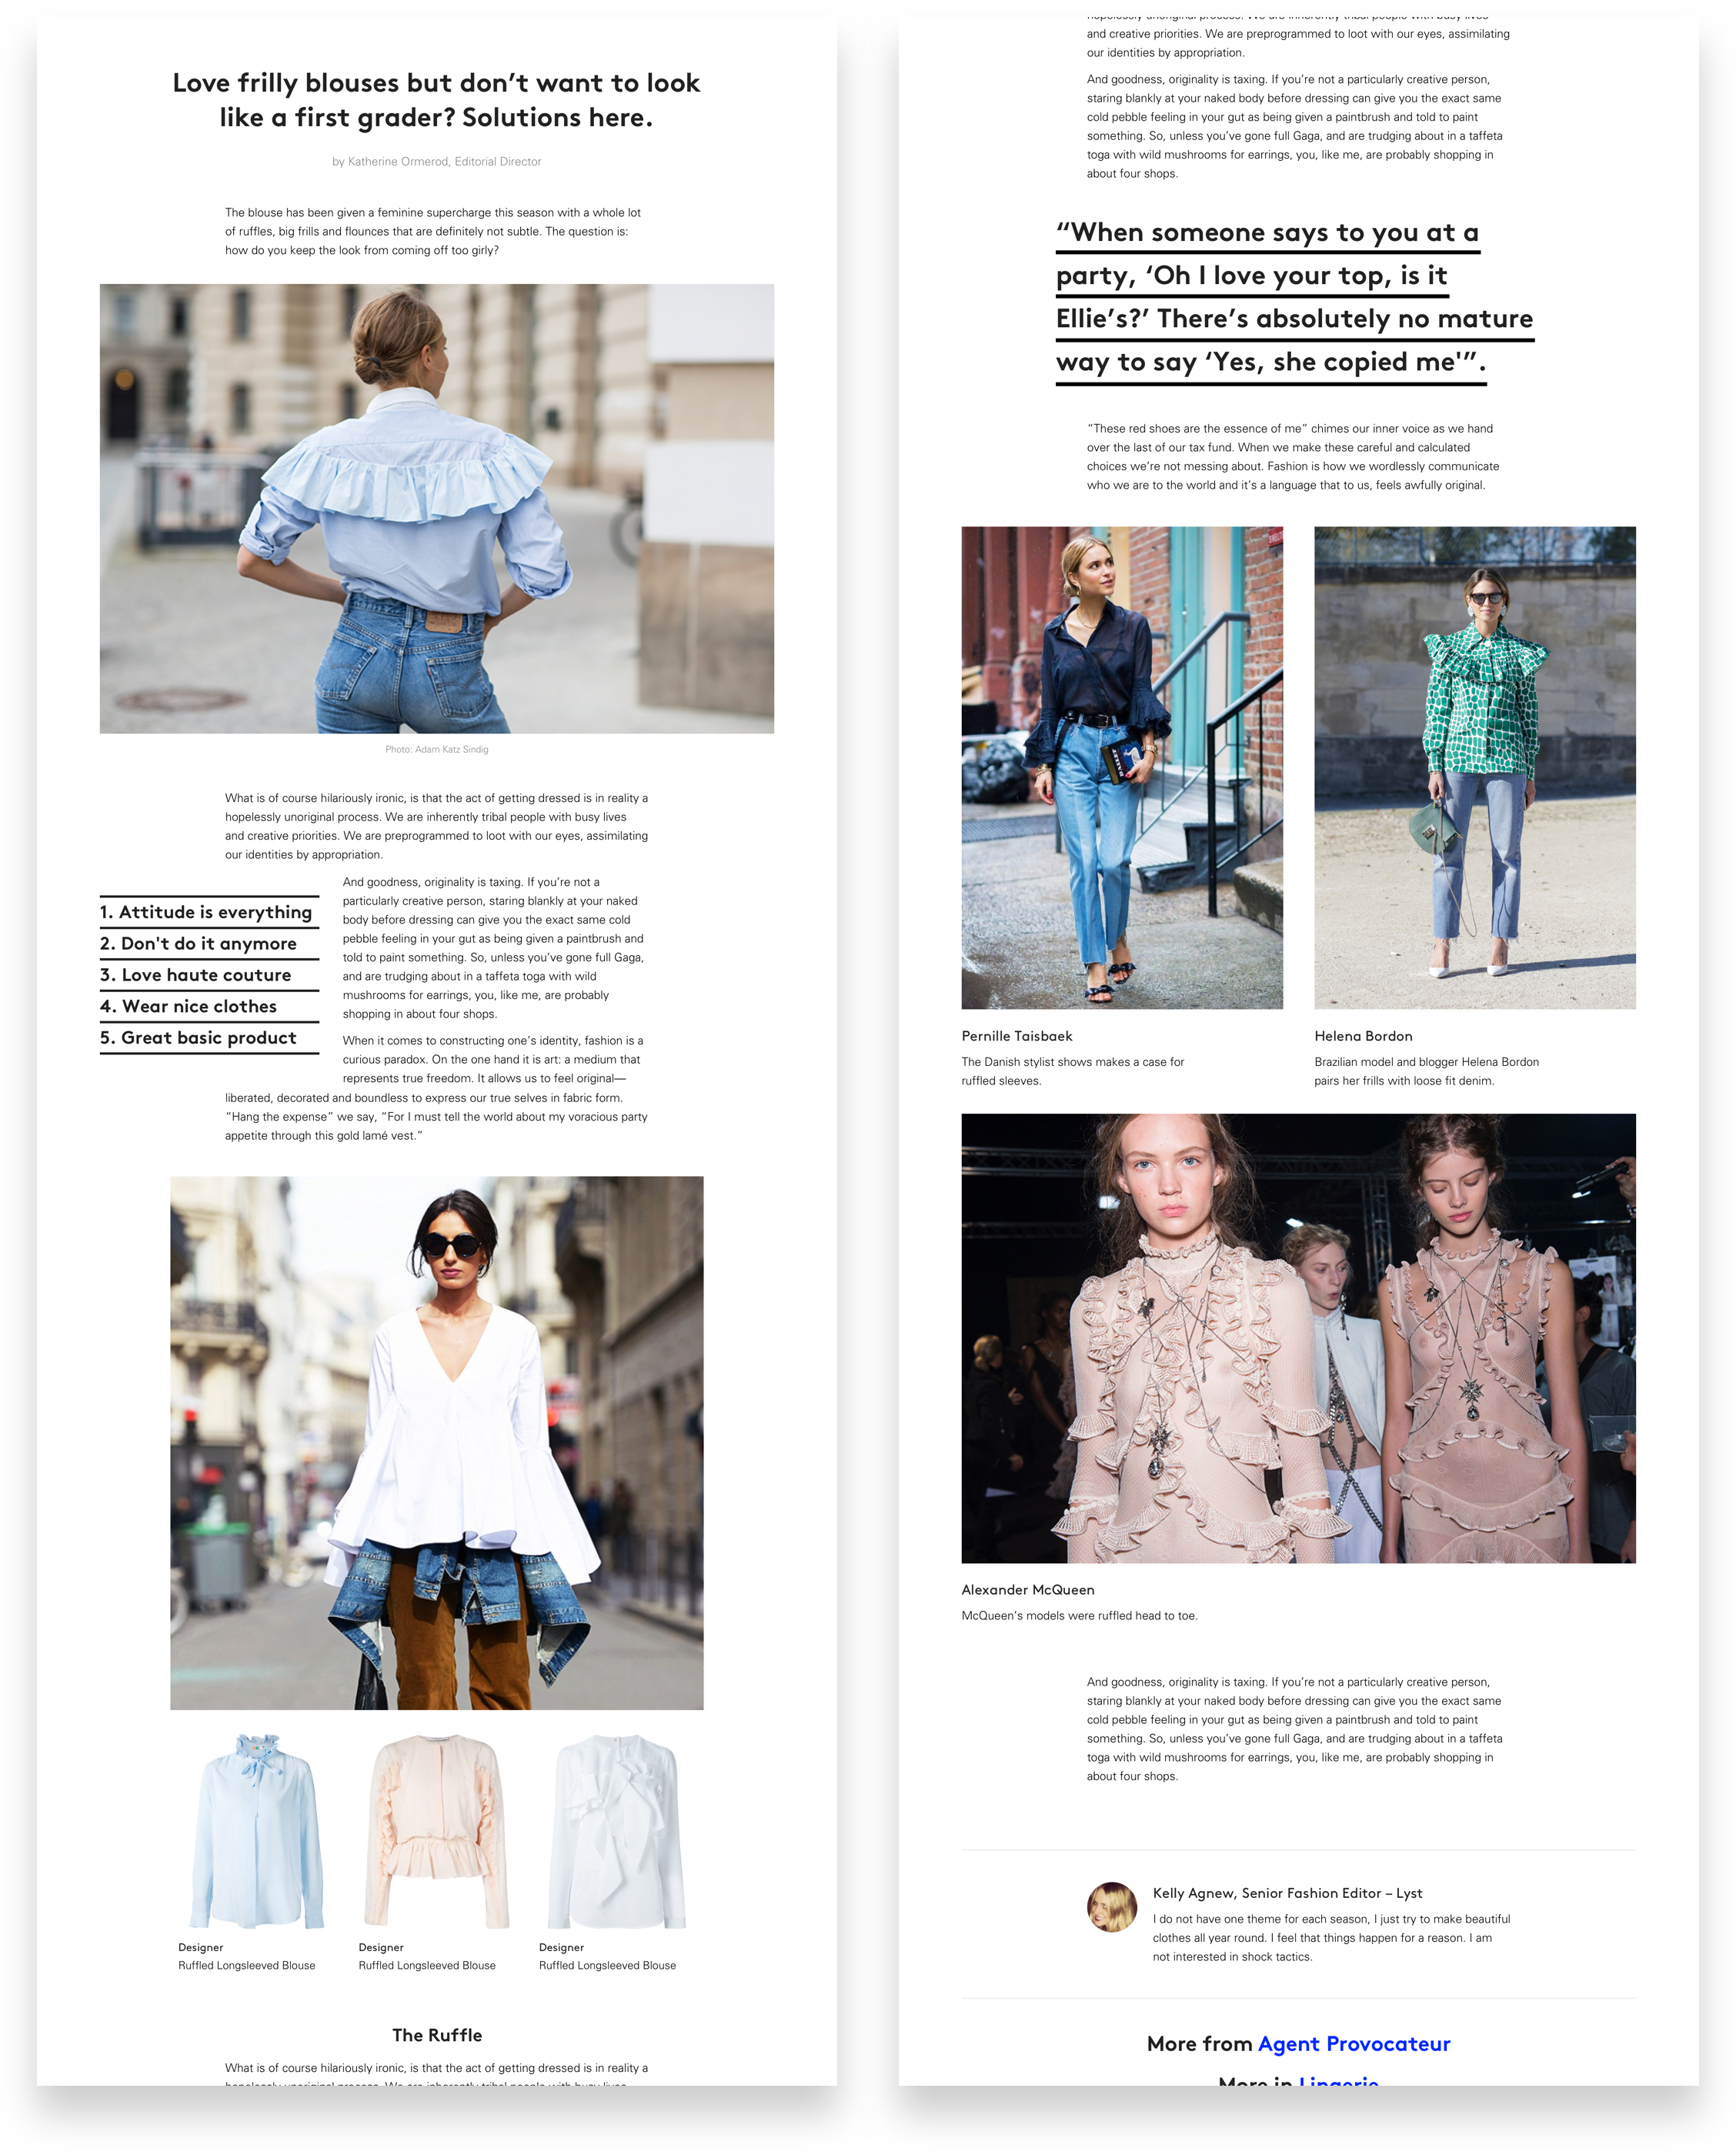 Love frilly blouses but don’t want to look
like a first grader? Solutions here.
by Katherine Ormerod, Editorial Director
The blouse has been given a feminine supercharge this season with a whole lot
of ruffles, big frills and flounces that are definitely not subtle. The question is:
how do you keep the look from coming off too girly?
Photo: Adam Katz Sindig
What is of course hilariously ironic, is that the act of getting dressed is in reality a
hopelessly unoriginal process. We are inherently tribal people with busy lives
and creative priorities. We are preprogrammed to loot with our eyes, assimilating
our identities by appropriation.
1. Attitude is everything
2. Don't do it anymore
3. Love haute couture
4. Wear nice clothes
5. Great basic product
And goodness, originality is taxing. If you’re not a
particularly creative person, staring blankly at your naked
body before dressing can give you the exact same cold
pebble feeling in your gut as being given a paintbrush and
told to paint something. So, unless you’ve gone full Gaga,
and are trudging about in a taffeta toga with wild
mushrooms for earrings, you, like me, are probably
shopping in about four shops.
When it comes to constructing one’s identity, fashion is a
curious paradox. On the one hand it is art: a medium that
represents true freedom. It allows us to feel original—
liberated, decorated and boundless to express our true selves in fabric form.
“Hang the expense” we say, “For I must tell the world about my voracious party
appetite through this gold lamé vest.”
Designer
Ruffled Longsleeved Blouse
Designer
Ruffled Longsleeved Blouse
Designer
Ruffled Longsleeved Blouse
The Ruffle
What is of course hilariously ironic, is that the act of getting dressed is in reality a
hopelessly unoriginal process. We are inherently tribal people with busy lives
hopelessly unoriginal process. We are inherently tribal people with busy lives
and creative priorities. We are preprogrammed to loot with our eyes, assimilating
our identities by appropriation.
And goodness, originality is taxing. If you’re not a particularly creative person,
staring blankly at your naked body before dressing can give you the exact same
cold pebble feeling in your gut as being given a paintbrush and told to paint
something. So, unless you’ve gone full Gaga, and are trudging about in a taffeta
toga with wild mushrooms for earrings, you, like me, are probably shopping in
about four shops.
“When someone says to you at a
party, ‘Oh I love your top, is it
Ellie’s?’ There’s absolutely no mature
way to say ‘Yes, she copied me'”.
“These red shoes are the essence of me” chimes our inner voice as we hand
over the last of our tax fund. When we make these careful and calculated
choices we’re not messing about. Fashion is how we wordlessly communicate
who we are to the world and it’s a language that to us, feels awfully original.
Pernille Taisbaek
The Danish stylist shows makes a case for
ruffled sleeves.
Helena Bordon
Brazilian model and blogger Helena Bordon
pairs her frills with loose fit denim.
Alexander McQueen
McQueen’s models were ruffled head to toe.
And goodness, originality is taxing. If you’re not a particularly creative person,
staring blankly at your naked body before dressing can give you the exact same
cold pebble feeling in your gut as being given a paintbrush and told to paint
something. So, unless you’ve gone full Gaga, and are trudging about in a taffeta
toga with wild mushrooms for earrings, you, like me, are probably shopping in
about four shops.
Kelly Agnew, Senior Fashion Editor – Lyst
I do not have one theme for each season, I just try to make beautiful
clothes all year round. I feel that things happen for a reason. I am
not interested in shock tactics.
More from Agent Provocateur
More in Lingerie